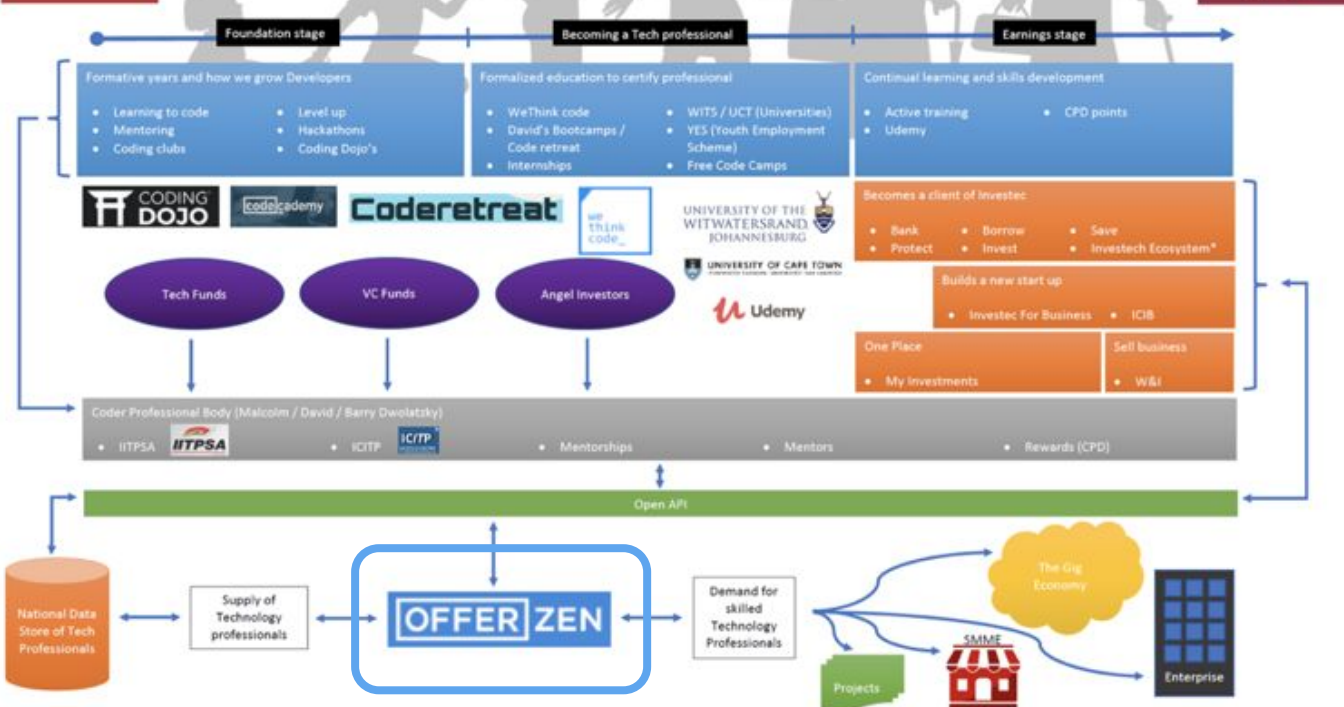 Foundation stage
Becoming a Tech professional
Earnings stage
Formative years and how we grow Developers
• Learning to code
• Mentoring
• Coding clubs
• Level up
• Hackathons
• Coding Dojo's
Formalized education to certify professional
• WeThink code
• David's Bootcamps /
Code retreat
• Internships
• WITS / UCT (Universities)
• YES (Youth Employment
Scheme)
• Free Code Camps
Continual learning and skills development
• Active training
• Udemy
• CPD points
CODING
DOJO
codecademy
Coderetreat
we
think
code_
UNIVERSITY OF THE
WITWATERSRAND,
JOHANNESBURG
UNIVERSITY OF CAPE TOWN
Udemy
Becomes a client of Investec
• Bank
• Protect
• Borrow
• Invest
• Save
• Investech Ecosystem*
Builds a new start up
• Investec For Business
• ICIB
One Place
• My Investments
Sell business
• W&I
Tech Funds
VC Funds
Angel Investors
Coder Professional Body (Malcolm / David / Barry Dwolatsky)
• IITPSA
IITPSA
• ICITP
IC/TP
• Mentorships
• Mentors
• Rewards (CPD)
Open API
National Data
Store of Tech
Professionals
Supply of
Technology
professionals
OFFER ZEN
Demand for
skilled
Technology
Professionals
The Gig
Economy
SMME
Projects
Enterprise